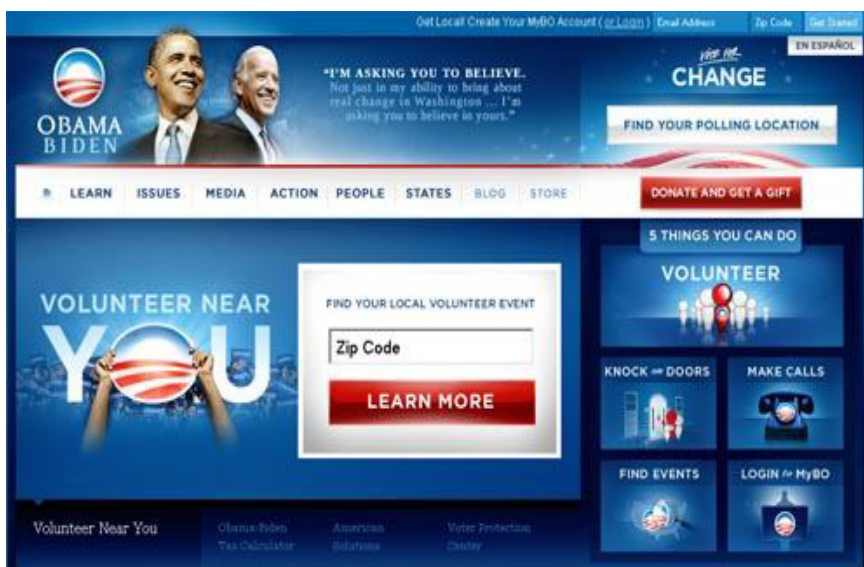 Get Local! Create Your MyBO Account ( or Login ) Email Address Zip Code Get Started
EN ESPAÑOL
OBAMA
BIDEN
“I'M ASKING YOU TO BELIEVE.
Not just in my ability to bring about
real change in Washington ... I'm
asking you to believe in yours.”
VOTE FOR
CHANGE
FIND YOUR POLLING LOCATION
LEARN ISSUES MEDIA ACTION PEOPLE STATES BLOG STORE
DONATE AND GET A GIFT
VOLUNTEER NEAR
YOU
FIND YOUR LOCAL VOLUNTEER EVENT
Zip Code
LEARN MORE
5 THINGS YOU CAN DO
VOLUNTEER
KNOCK ON DOORS
MAKE CALLS
FIND EVENTS
LOGIN to MyBO
Volunteer Near You
Obama-Biden
Tax Calculator
American
Solutions
Voter Protection
Center